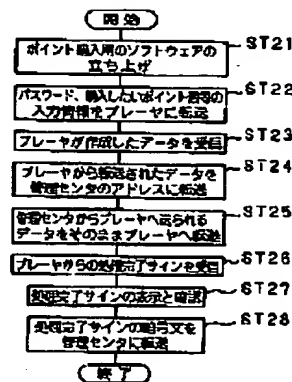 開始
ポイント購入用のソフトウェアの
立ち上げ
ST21
パスワード、購入したいポイント信号の
入力情報をプレーヤに転送
ST22
プレーヤが作成したデータを受信
ST23
プレーヤから転送されたデータを
管理センタのアドレスに転送
ST24
管理センタからプレーヤへ送られる
データをそのままプレーヤへ転送
ST25
プレーヤからの処理完了サインを受信
ST26
処理完了サインの表示と確認
ST27
処理完了サインの暗号文を
管理センタに転送
ST28
終了